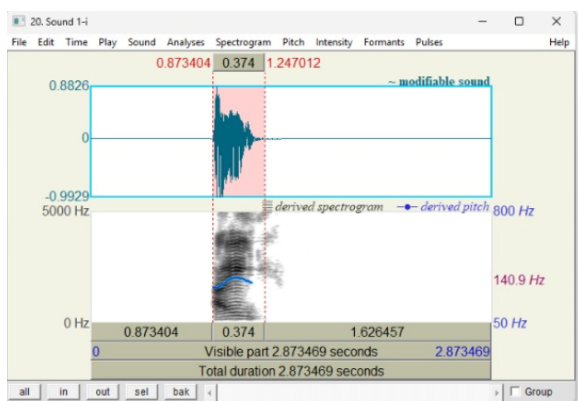 20. Sound 1-i
File Edit Time Play Sound Analyses Spectrogram Pitch Intensity Formants Pulses Help
0.873404 0.374 1.247012
~ modifiable sound
0.8826
0
-0.9929
derived spectrogram derived pitch
5000 Hz 800 Hz
140.9 Hz
0 Hz 50 Hz
0.873404 0.374 1.626457
0 Visible part 2.873469 seconds 2.873469
Total duration 2.873469 seconds
all in out sel bak Group